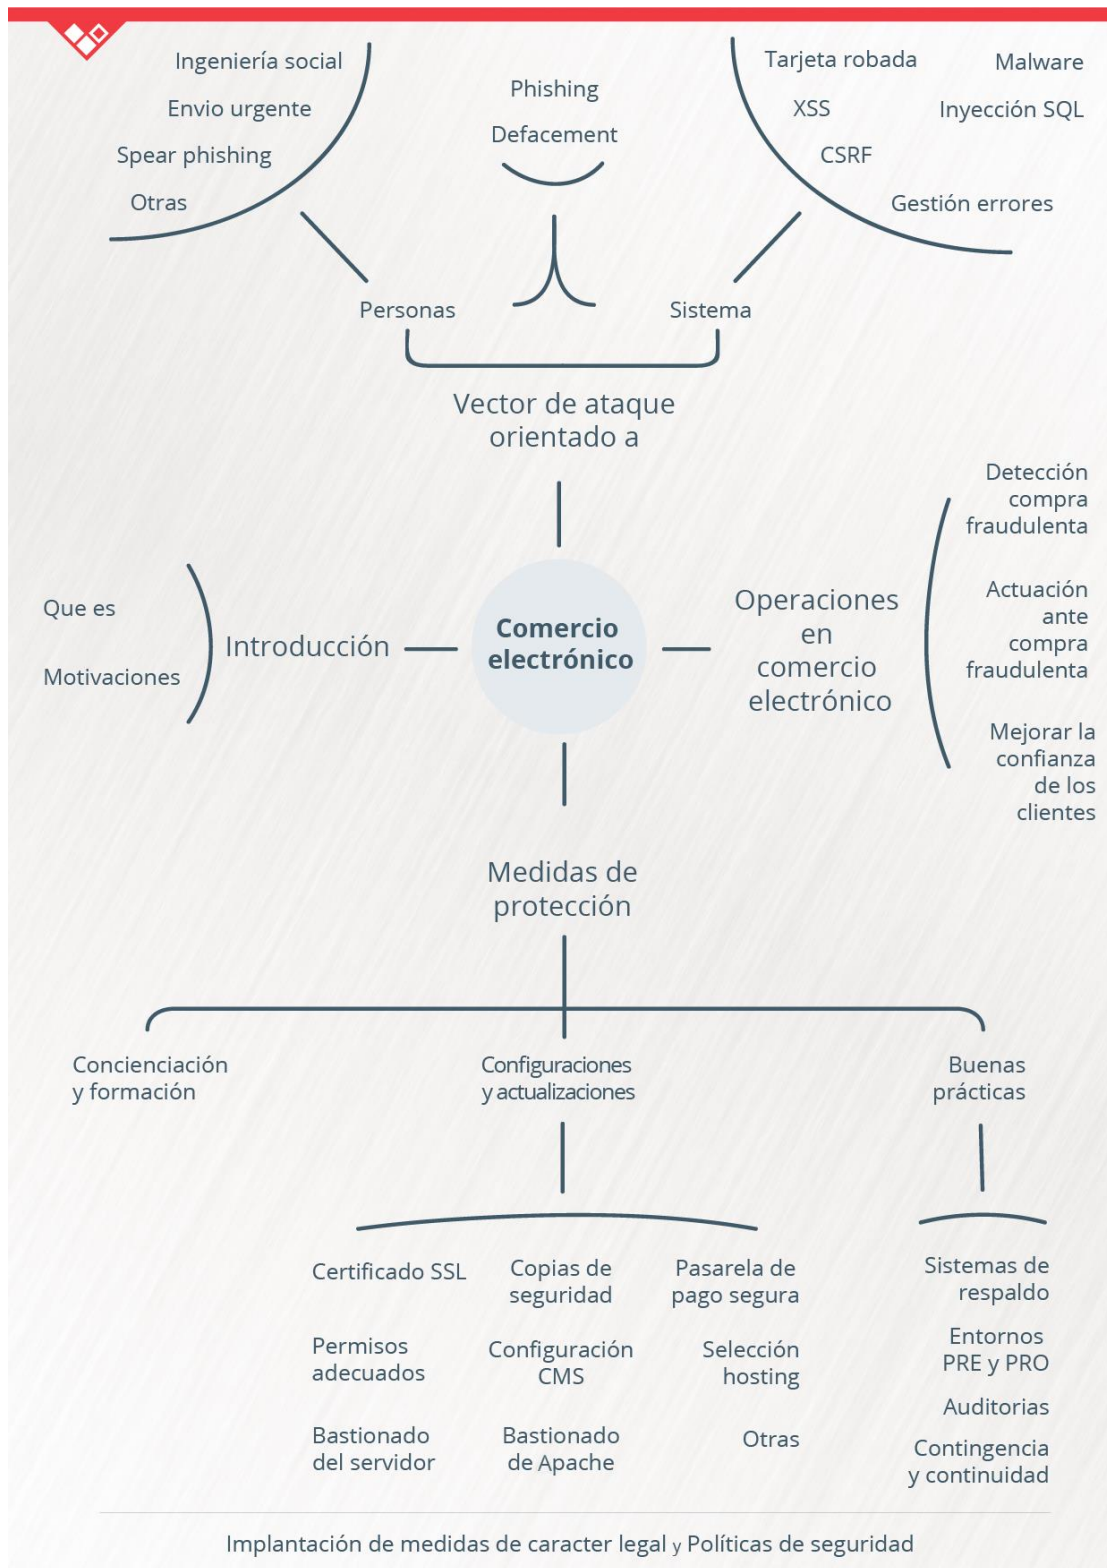 Ingeniería social
Envio urgente
Spear phishing
Otras
Phishing
Defacement
Tarjeta robada
Malware
XSS
Inyección SQL
CSRF
Gestión errores
Personas
Sistema
Vector de ataque
orientado a
Que es
Motivaciones
Introducción
Comercio
electrónico
Operaciones
en
comercio
electrónico
Detección
compra
fraudulenta
Actuación
ante
compra
fraudulenta
Mejorar la
confianza
de los
clientes
Medidas de
protección
Concienciación
y formación
Configuraciones
y actualizaciones
Buenas
prácticas
Certificado SSL
Copias de
seguridad
Pasarela de
pago segura
Permisos
adecuados
Configuración
CMS
Selección
hosting
Bastionado
del servidor
Bastionado
de Apache
Otras
Sistemas de
respaldo
Entornos
PRE y PRO
Auditorias
Contingencia
y continuidad
Implantación de medidas de caracter legal y Políticas de seguridad